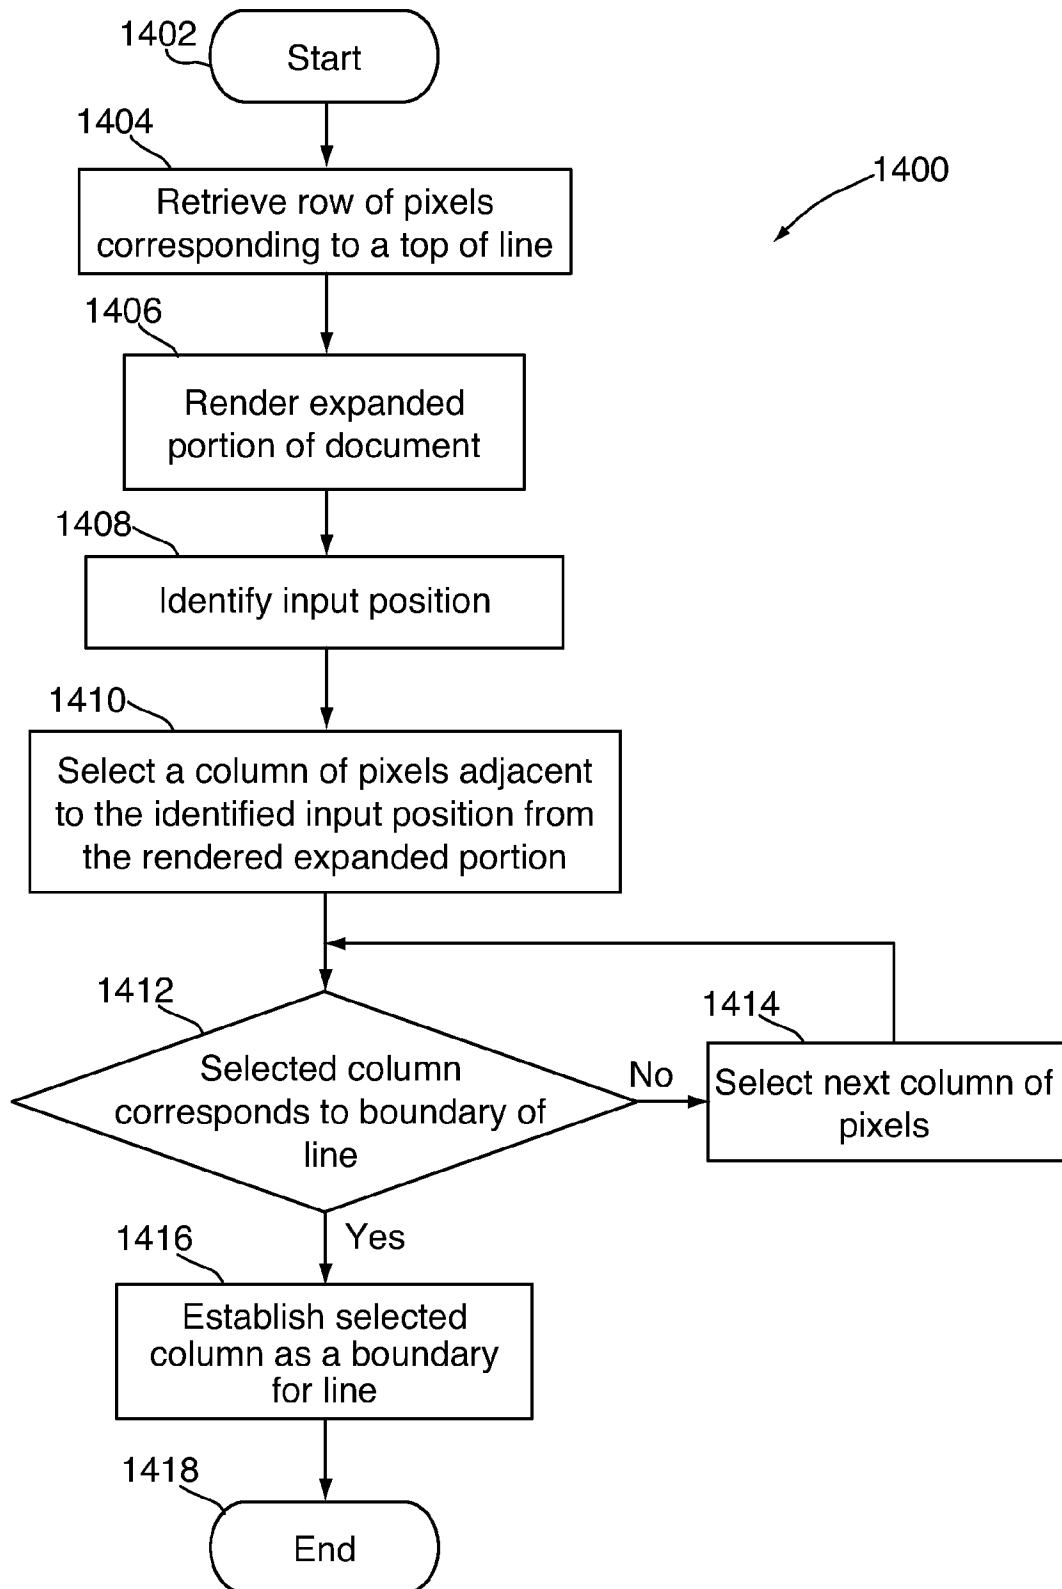 1402
Start
1404
1400
Retrieve row of pixels
corresponding to a top of line
1406
Render expanded
portion of document
1408
Identify input position
1410
Select a column of pixels adjacent
to the identified input position from
the rendered expanded portion
1412
1414
Selected column
corresponds to boundary of
line
No
Select next column of
pixels
Yes
1416
Establish selected
column as a boundary
for line
1418
End